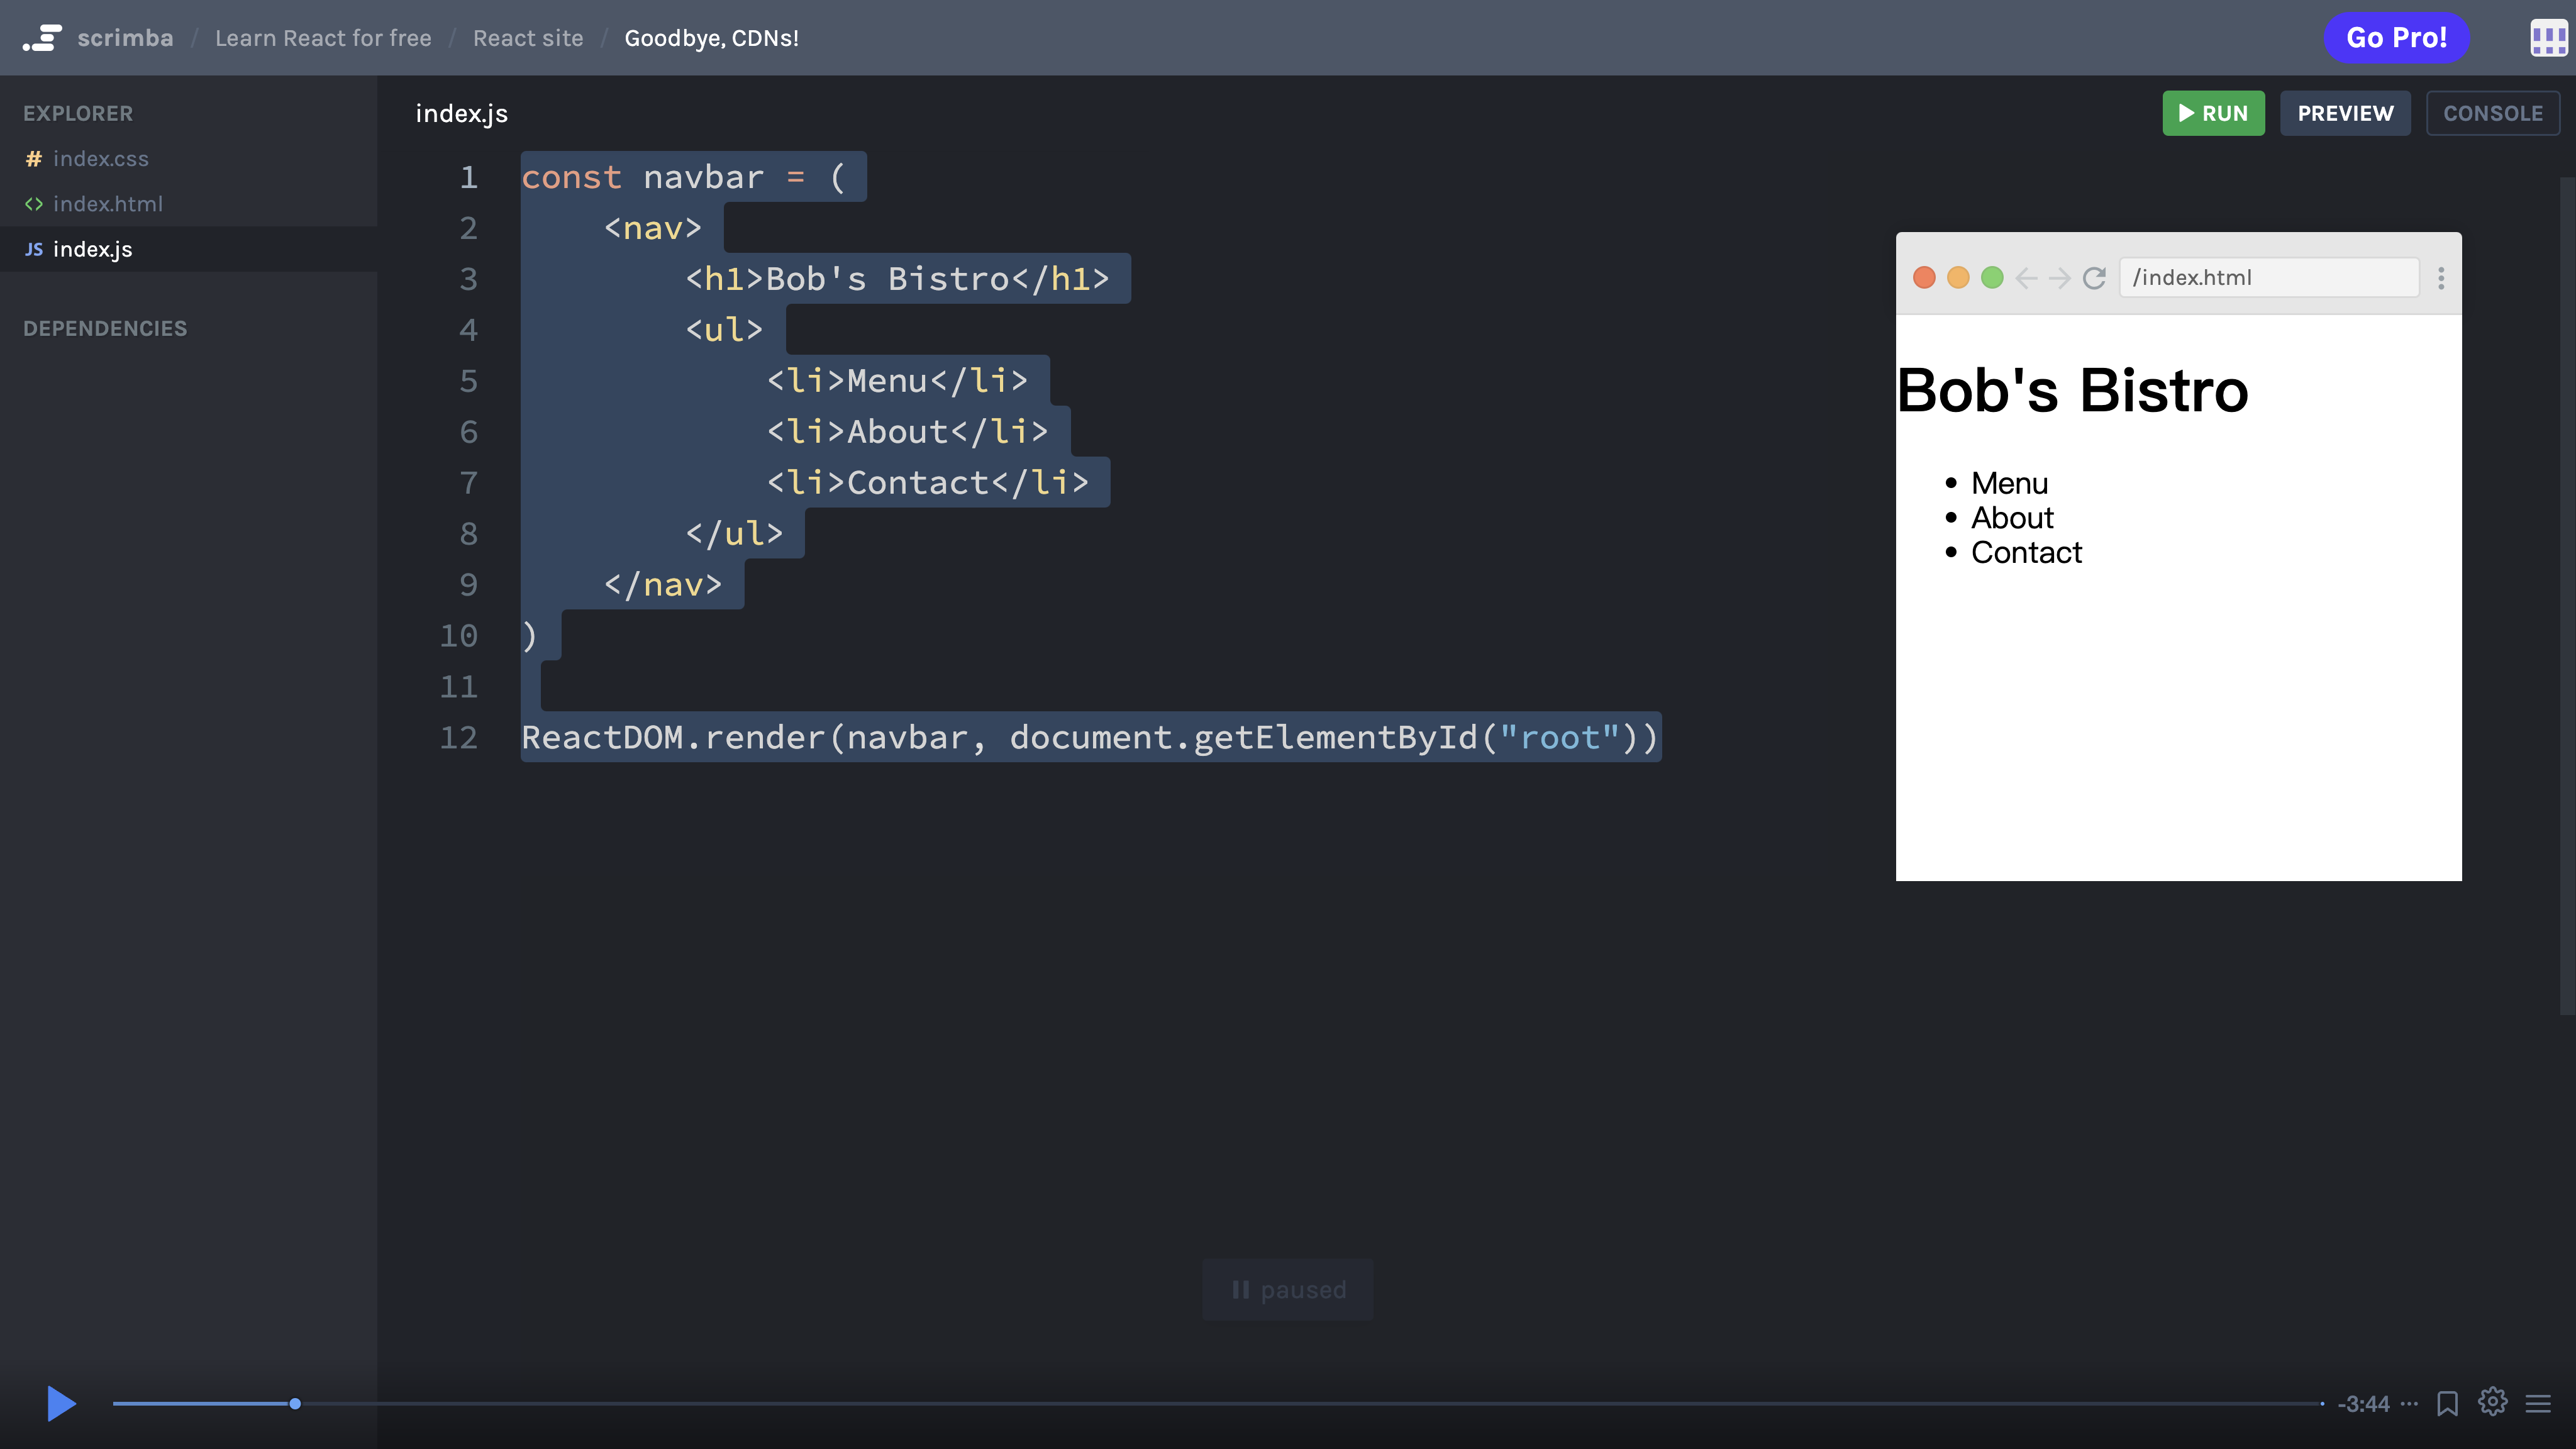 scrimba / Learn React for free / React site / Goodbye, CDNs!
Go Pro!
EXPLORER
# index.css
<> index.html
JS index.js
DEPENDENCIES
index.js
RUN
PREVIEW
CONSOLE
1 const navbar = (
2     <nav>
3         <h1>Bob's Bistro</h1>
4         <ul>
5             <li>Menu</li>
6             <li>About</li>
7             <li>Contact</li>
8         </ul>
9     </nav>
10 )
11
12 ReactDOM.render(navbar, document.getElementById("root"))
/index.html
Bob's Bistro
• Menu
• About
• Contact
paused
-3:44